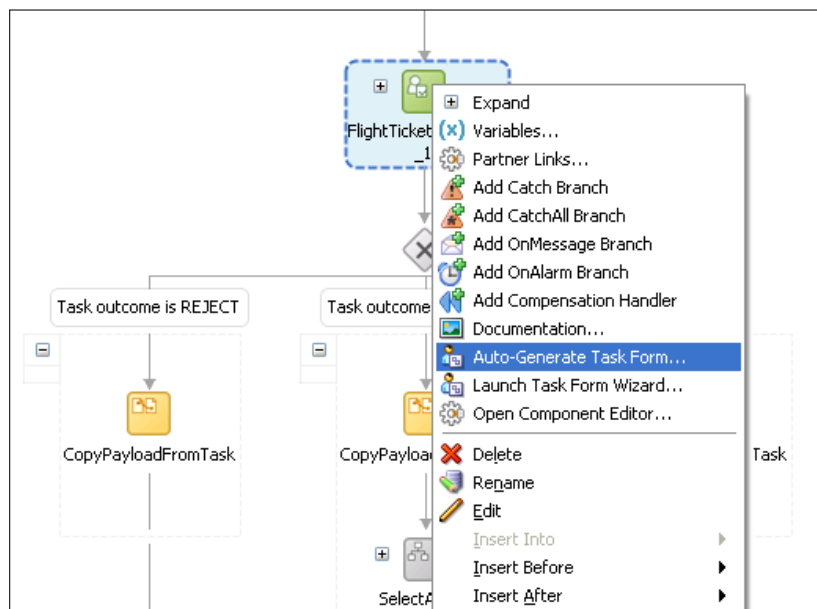 FlightTicket
_1
Expand
Variables...
Partner Links...
Add Catch Branch
Add CatchAll Branch
Add OnMessage Branch
Add OnAlarm Branch
Add Compensation Handler
Documentation...
Auto-Generate Task Form...
Launch Task Form Wizard...
Open Component Editor...
Delete
Rename
Edit
Insert Into
Insert Before
Insert After
Task outcome is REJECT
Task outcome
CopyPayloadFromTask
CopyPayloa
Task
SelectA